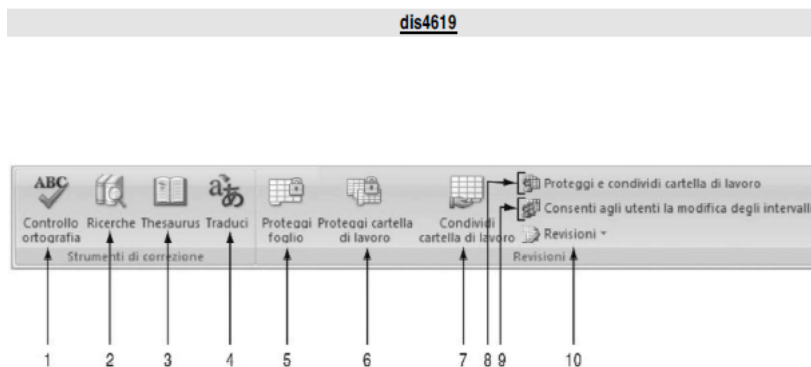 dis4619
ABC
Controllo ortografia
Ricerche
Thesaurus
aあ
Traduci
Proteggi foglio
Proteggi cartella di lavoro
Condividi cartella di lavoro
Proteggi e condividi cartella di lavoro
Consenti agli utenti la modifica degli intervalli
Revisioni
Strumenti di correzione
Revisioni
1 2 3 4 5 6 7 8 9 10